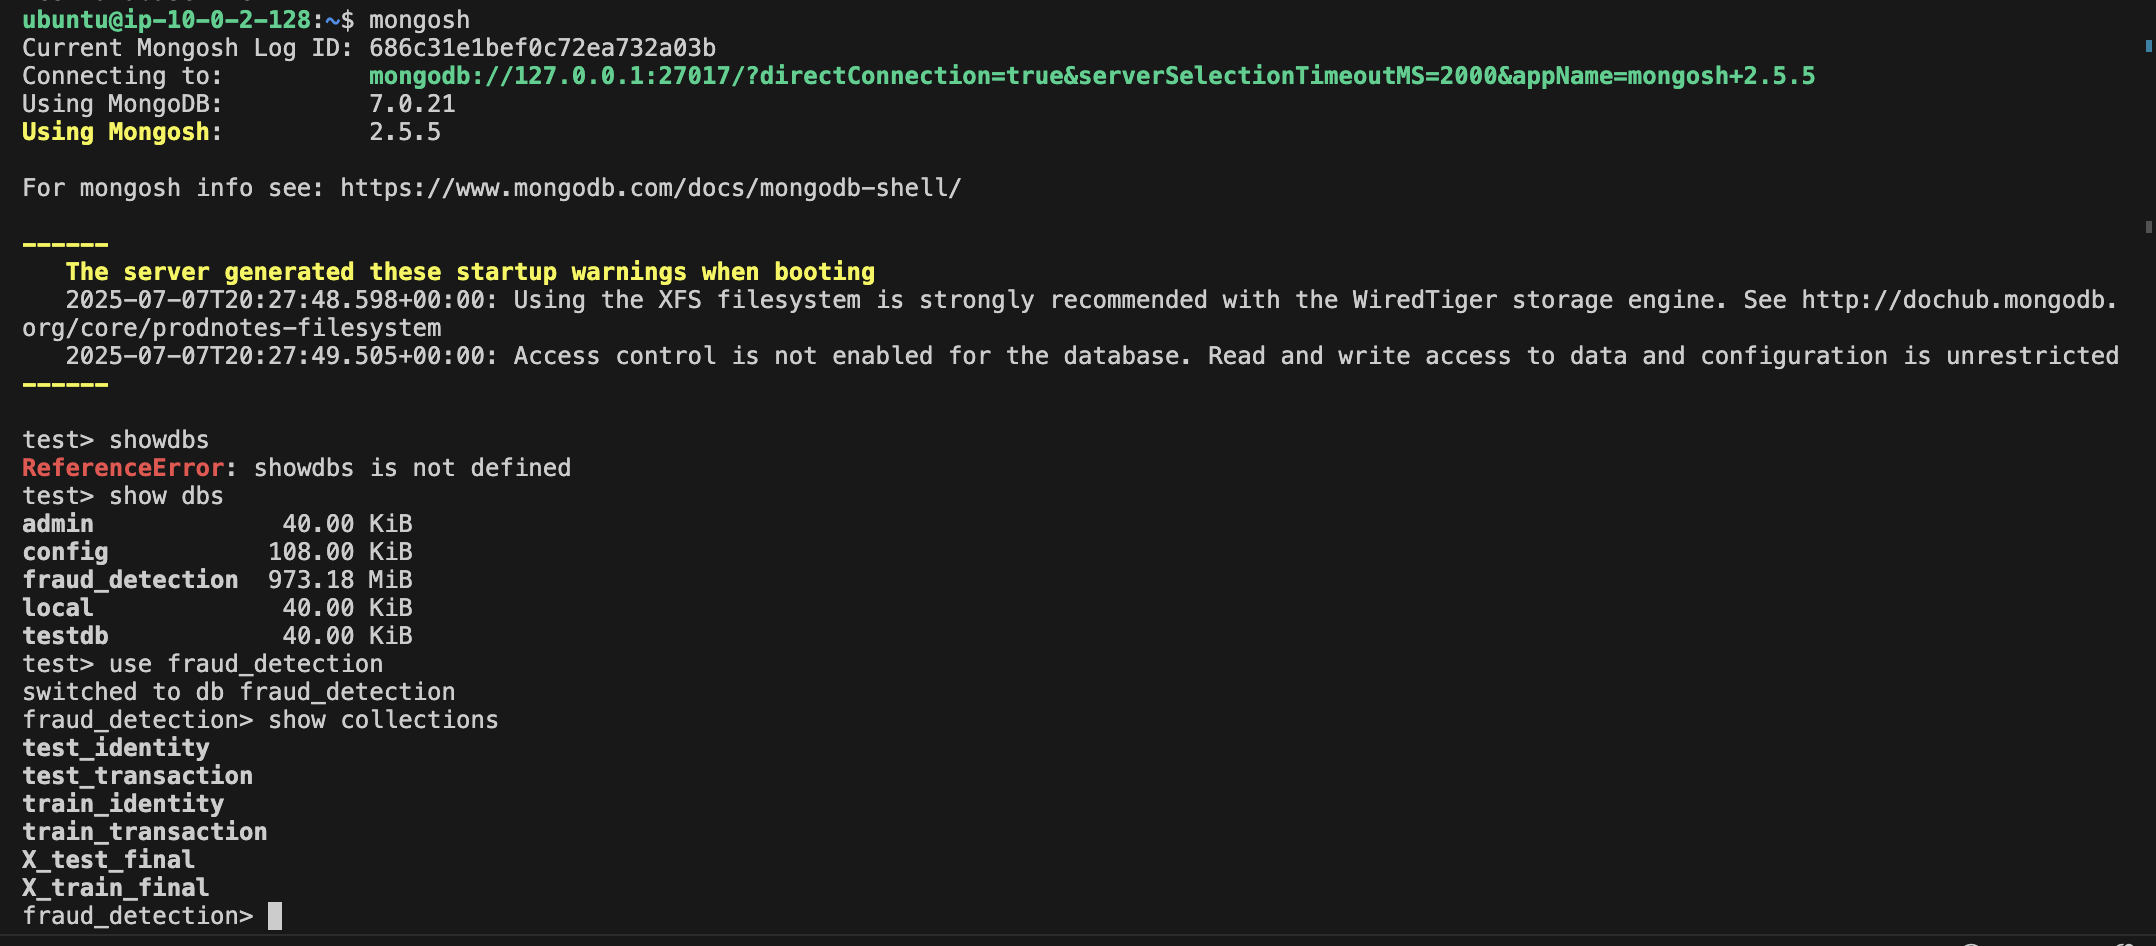 ubuntu@ip-10-0-2-128:~$ mongosh
Current Mongosh Log ID: 686c31e1bef0c72ea732a03b
Connecting to:          mongodb://127.0.0.1:27017/?directConnection=true&serverSelectionTimeoutMS=2000&appName=mongosh+2.5.5
Using MongoDB:          7.0.21
Using Mongosh:          2.5.5
For mongosh info see: https://www.mongodb.com/docs/mongodb-shell/
------
   The server generated these startup warnings when booting
   2025-07-07T20:27:48.598+00:00: Using the XFS filesystem is strongly recommended with the WiredTiger storage engine. See http://dochub.mongodb.
org/core/prodnotes-filesystem
   2025-07-07T20:27:49.505+00:00: Access control is not enabled for the database. Read and write access to data and configuration is unrestricted
------
test> showdbs
ReferenceError: showdbs is not defined
test> show dbs
admin             40.00 KiB
config           108.00 KiB
fraud_detection  973.18 MiB
local             40.00 KiB
testdb            40.00 KiB
test> use fraud_detection
switched to db fraud_detection
fraud_detection> show collections
test_identity
test_transaction
train_identity
train_transaction
X_test_final
X_train_final
fraud_detection>